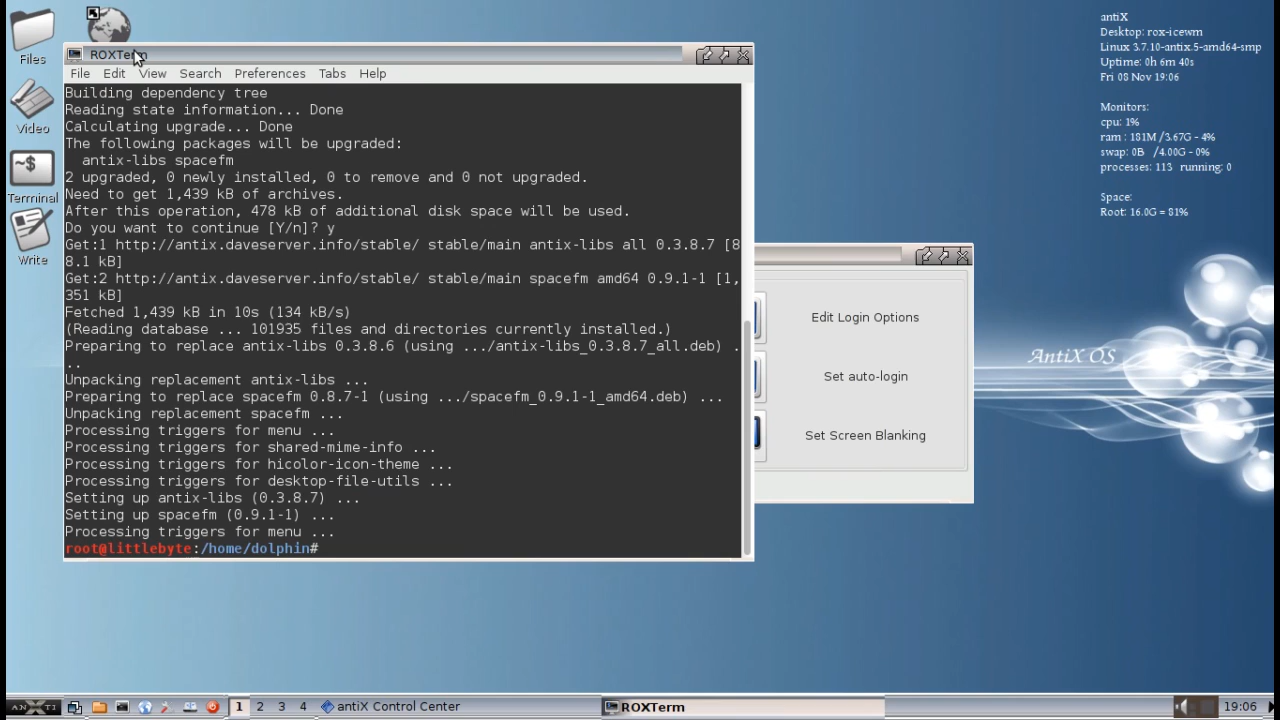 Files
Video
~$
Terminal
Write
ROXTerm
File Edit View Search Preferences Tabs Help
Building dependency tree
Reading state information... Done
Calculating upgrade... Done
The following packages will be upgraded:
antix-libs spacefm
2 upgraded, 0 newly installed, 0 to remove and 0 not upgraded.
Need to get 1,439 kB of archives.
After this operation, 478 kB of additional disk space will be used.
Do you want to continue [Y/n]? y
Get:1 http://antix.daveserver.info/stable/ stable/main antix-libs all 0.3.8.7 [8
8.1 kB]
Get:2 http://antix.daveserver.info/stable/ stable/main spacefm amd64 0.9.1-1 [1,
351 kB]
Fetched 1,439 kB in 10s (134 kB/s)
(Reading database ... 101935 files and directories currently installed.)
Preparing to replace antix-libs 0.3.8.6 (using .../antix-libs_0.3.8.7_all.deb) .
..
Unpacking replacement antix-libs ...
Preparing to replace spacefm 0.8.7-1 (using .../spacefm_0.9.1-1_amd64.deb) ...
Unpacking replacement spacefm ...
Processing triggers for menu ...
Processing triggers for shared-mime-info ...
Processing triggers for hicolor-icon-theme ...
Processing triggers for desktop-file-utils ...
Setting up antix-libs (0.3.8.7) ...
Setting up spacefm (0.9.1-1) ...
Processing triggers for menu ...
root@littlebyte:/home/dolphin#
Edit Login Options
Set auto-login
Set Screen Blanking
antiX
Desktop: rox-icewm
Linux 3.7.10-antix.5-amd64-smp
Uptime: 0h 6m 40s
Fri 08 Nov 19:06
Monitors:
cpu: 1%
ram : 181M /3.67G - 4%
swap: 0B /4.00G - 0%
processes: 113 running: 0
Space:
Root: 16.0G = 81%
AntiX OS
ANXTI 1 2 3 4 antiX Control Center ROXTerm 19:06